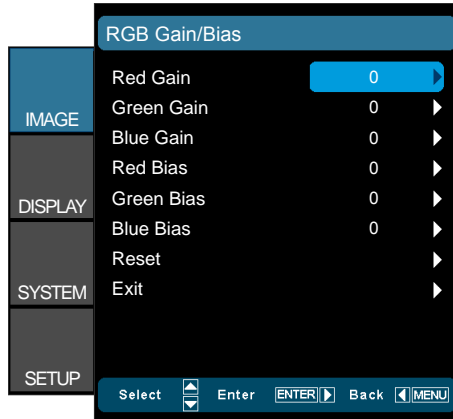 RGB Gain/Bias
IMAGE
DISPLAY
SYSTEM
SETUP
Red Gain 0
Green Gain 0
Blue Gain 0
Red Bias 0
Green Bias 0
Blue Bias 0
Reset
Exit
Select Enter ENTER Back MENU